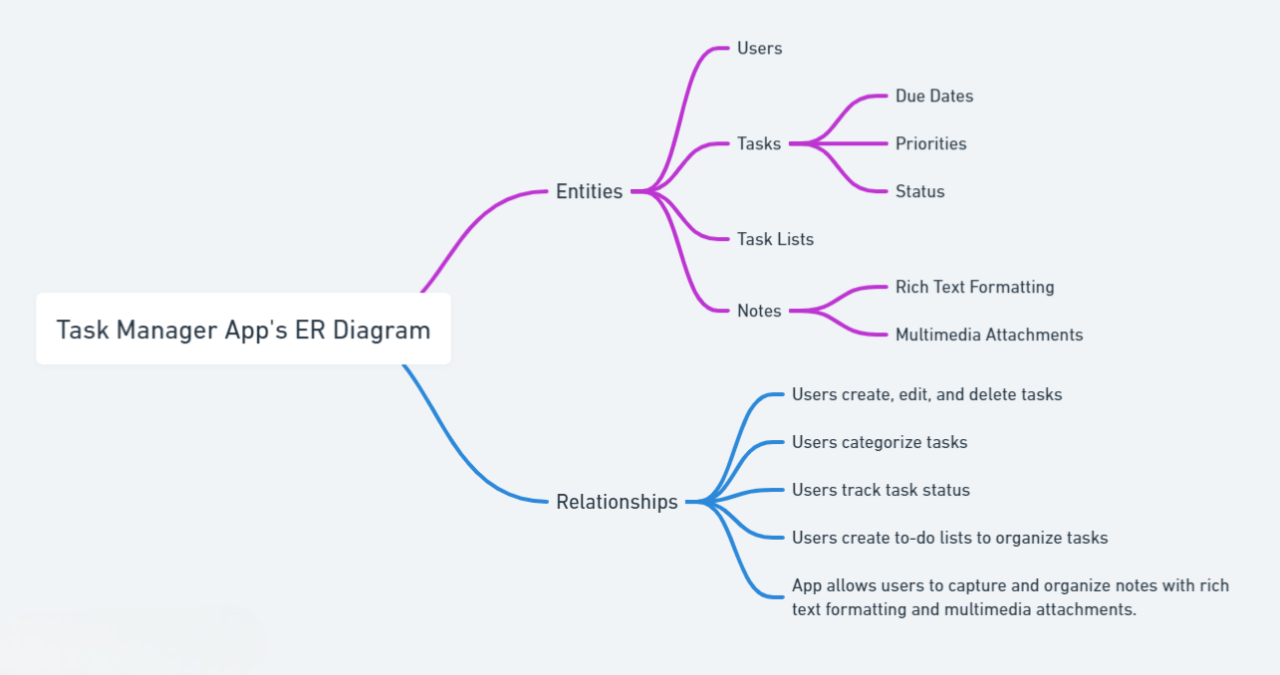 Task Manager App's ER Diagram
Entities
Users
Tasks
Due Dates
Priorities
Status
Task Lists
Notes
Rich Text Formatting
Multimedia Attachments
Relationships
Users create, edit, and delete tasks
Users categorize tasks
Users track task status
Users create to-do lists to organize tasks
App allows users to capture and organize notes with rich
text formatting and multimedia attachments.